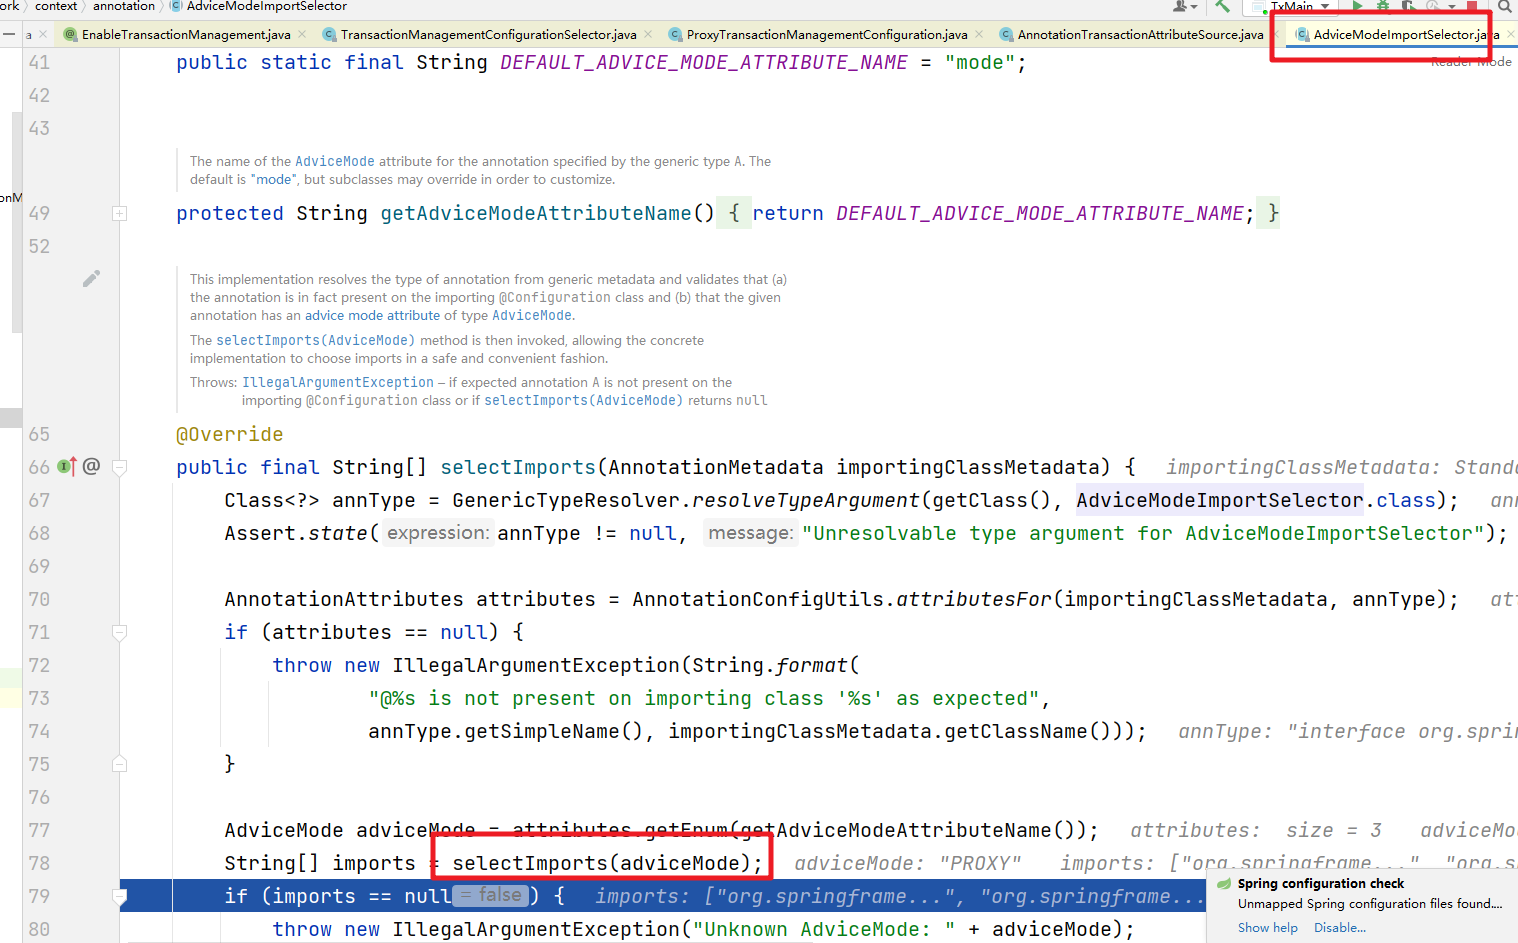 ork context annotation AdviceModeImportSelector TxMain
a EnableTransactionManagement.java TransactionManagementConfigurationSelector.java ProxyTransactionManagementConfiguration.java AnnotationTransactionAttributeSource.java AdviceModeImportSelector.java
Reader Mode
41 public static final String DEFAULT_ADVICE_MODE_ATTRIBUTE_NAME = "mode";
42
43
The name of the AdviceMode attribute for the annotation specified by the generic type A. The
default is "mode", but subclasses may override in order to customize.
onM
49 protected String getAdviceModeAttributeName() { return DEFAULT_ADVICE_MODE_ATTRIBUTE_NAME; }
52
This implementation resolves the type of annotation from generic metadata and validates that (a)
the annotation is in fact present on the importing @Configuration class and (b) that the given
annotation has an advice mode attribute of type AdviceMode.
The selectImports(AdviceMode) method is then invoked, allowing the concrete
implementation to choose imports in a safe and convenient fashion.
Throws: IllegalArgumentException – if expected annotation A is not present on the
importing @Configuration class or if selectImports(AdviceMode) returns null
65 @Override
66 public final String[] selectImports(AnnotationMetadata importingClassMetadata) { importingClassMetadata: Standa
67 Class<?> annType = GenericTypeResolver.resolveTypeArgument(getClass(), AdviceModeImportSelector.class); ann
68 Assert.state( expression: annType != null, message: "Unresolvable type argument for AdviceModeImportSelector");
69
70 AnnotationAttributes attributes = AnnotationConfigUtils.attributesFor(importingClassMetadata, annType); att
71 if (attributes == null) {
72 throw new IllegalArgumentException(String.format(
73 "@%s is not present on importing class '%s' as expected",
74 annType.getSimpleName(), importingClassMetadata.getClassName())); annType: "interface org.sprin
75 }
76
77 AdviceMode adviceMode = attributes.getEnum(getAdviceModeAttributeName()); attributes: size = 3 adviceMo
78 String[] imports = selectImports(adviceMode); adviceMode: "PROXY" imports: ["org.springframe...", "org.sp
79 if (imports == null = false ) { imports: ["org.springframe...", "org.springframe...
80 throw new IllegalArgumentException("Unknown AdviceMode: " + adviceMode);
Spring configuration check
Unmapped Spring configuration files found....
Show help Disable...